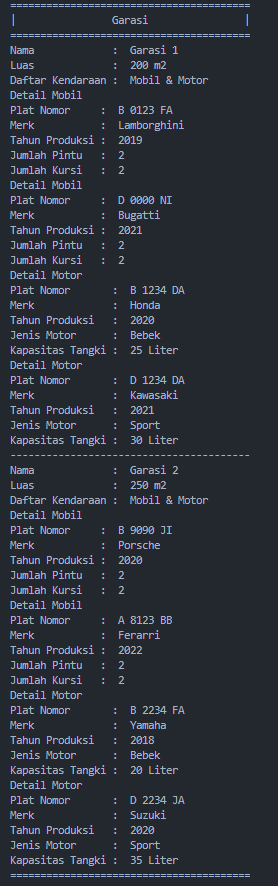 ========================================
|                Garasi                |
========================================
Nama             :  Garasi 1
Luas             :  200 m2
Daftar Kendaraan :  Mobil & Motor
Detail Mobil
Plat Nomor     :  B 0123 FA
Merk           :  Lamborghini
Tahun Produksi :  2019
Jumlah Pintu   :  2
Jumlah Kursi   :  2
Detail Mobil
Plat Nomor     :  D 0000 NI
Merk           :  Bugatti
Tahun Produksi :  2021
Jumlah Pintu   :  2
Jumlah Kursi   :  2
Detail Motor
Plat Nomor       :  B 1234 DA
Merk             :  Honda
Tahun Produksi   :  2020
Jenis Motor      :  Bebek
Kapasitas Tangki :  25 Liter
Detail Motor
Plat Nomor       :  D 1234 DA
Merk             :  Kawasaki
Tahun Produksi   :  2021
Jenis Motor      :  Sport
Kapasitas Tangki :  30 Liter
----------------------------------------
Nama             :  Garasi 2
Luas             :  250 m2
Daftar Kendaraan :  Mobil & Motor
Detail Mobil
Plat Nomor     :  B 9090 JI
Merk           :  Porsche
Tahun Produksi :  2020
Jumlah Pintu   :  2
Jumlah Kursi   :  2
Detail Mobil
Plat Nomor     :  A 8123 BB
Merk           :  Ferarri
Tahun Produksi :  2022
Jumlah Pintu   :  2
Jumlah Kursi   :  2
Detail Motor
Plat Nomor       :  B 2234 FA
Merk             :  Yamaha
Tahun Produksi   :  2018
Jenis Motor      :  Bebek
Kapasitas Tangki :  20 Liter
Detail Motor
Plat Nomor       :  D 2234 JA
Merk             :  Suzuki
Tahun Produksi   :  2020
Jenis Motor      :  Sport
Kapasitas Tangki :  35 Liter
========================================